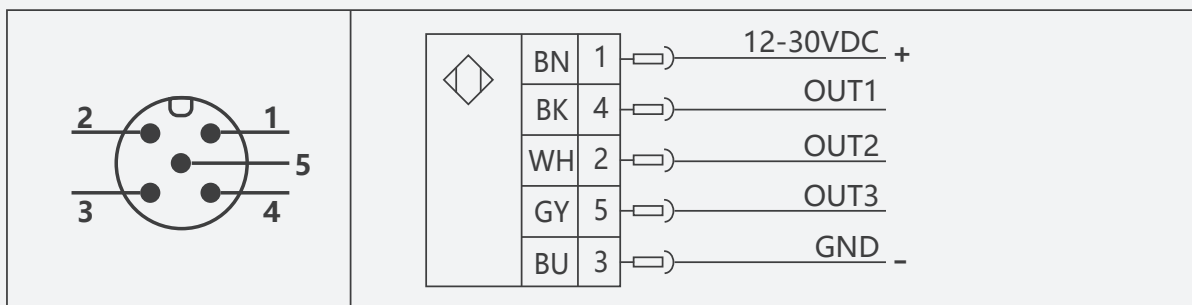 2 1
5
3 4
BN 1 12-30VDC +
BK 4 OUT1
WH 2 OUT2
GY 5 OUT3
BU 3 GND -